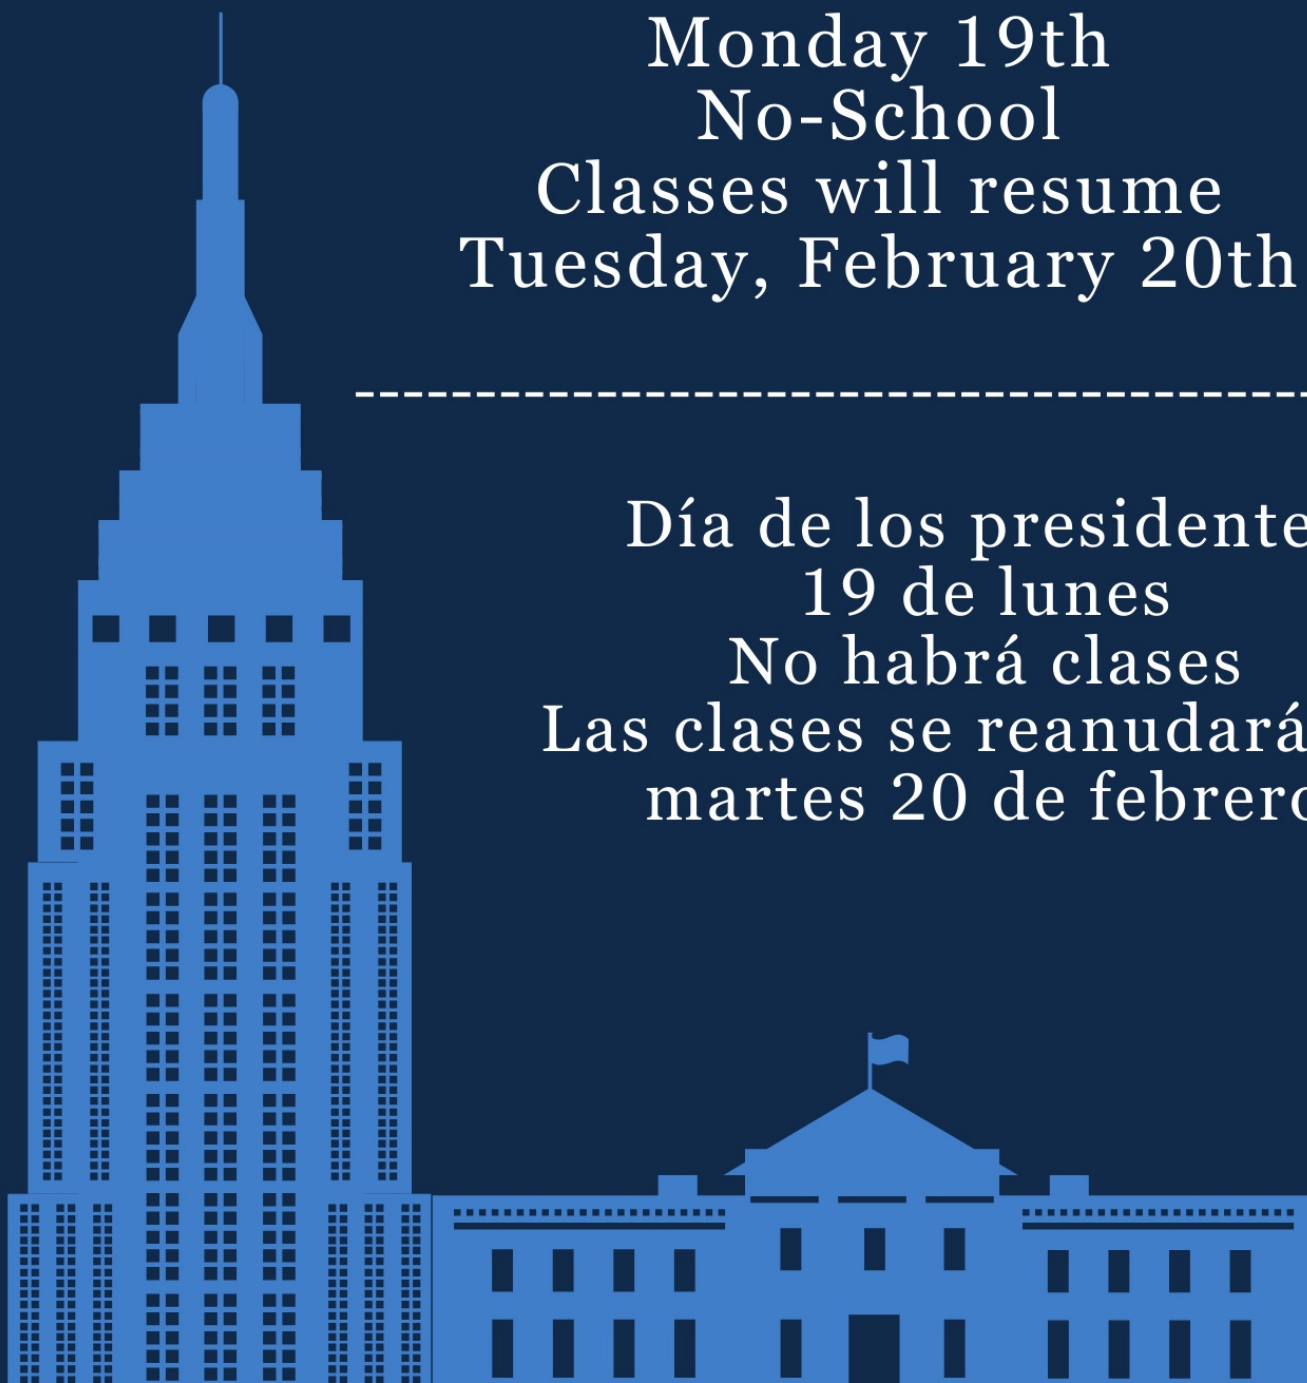 Monday 19th
No-School
Classes will resume
Tuesday, February 20th
Día de los presidente
19 de lunes
No habrá clases
Las clases se reanudará
martes 20 de febrero